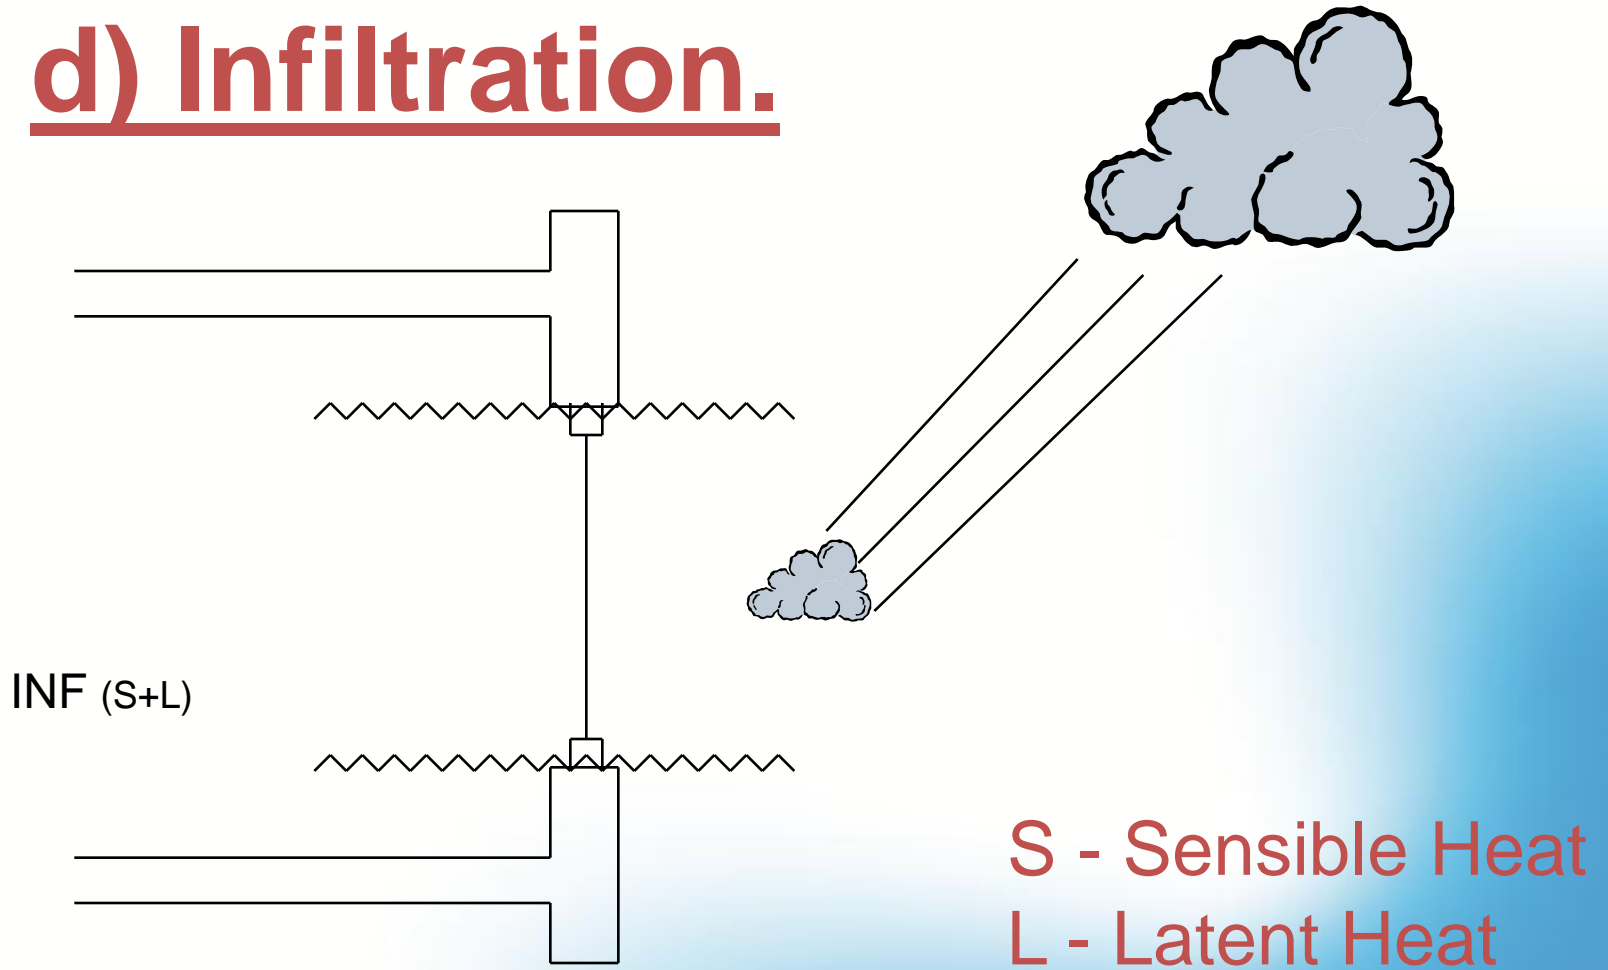 d) Infiltration.
INF (S+L)
S - Sensible Heat
L - Latent Heat